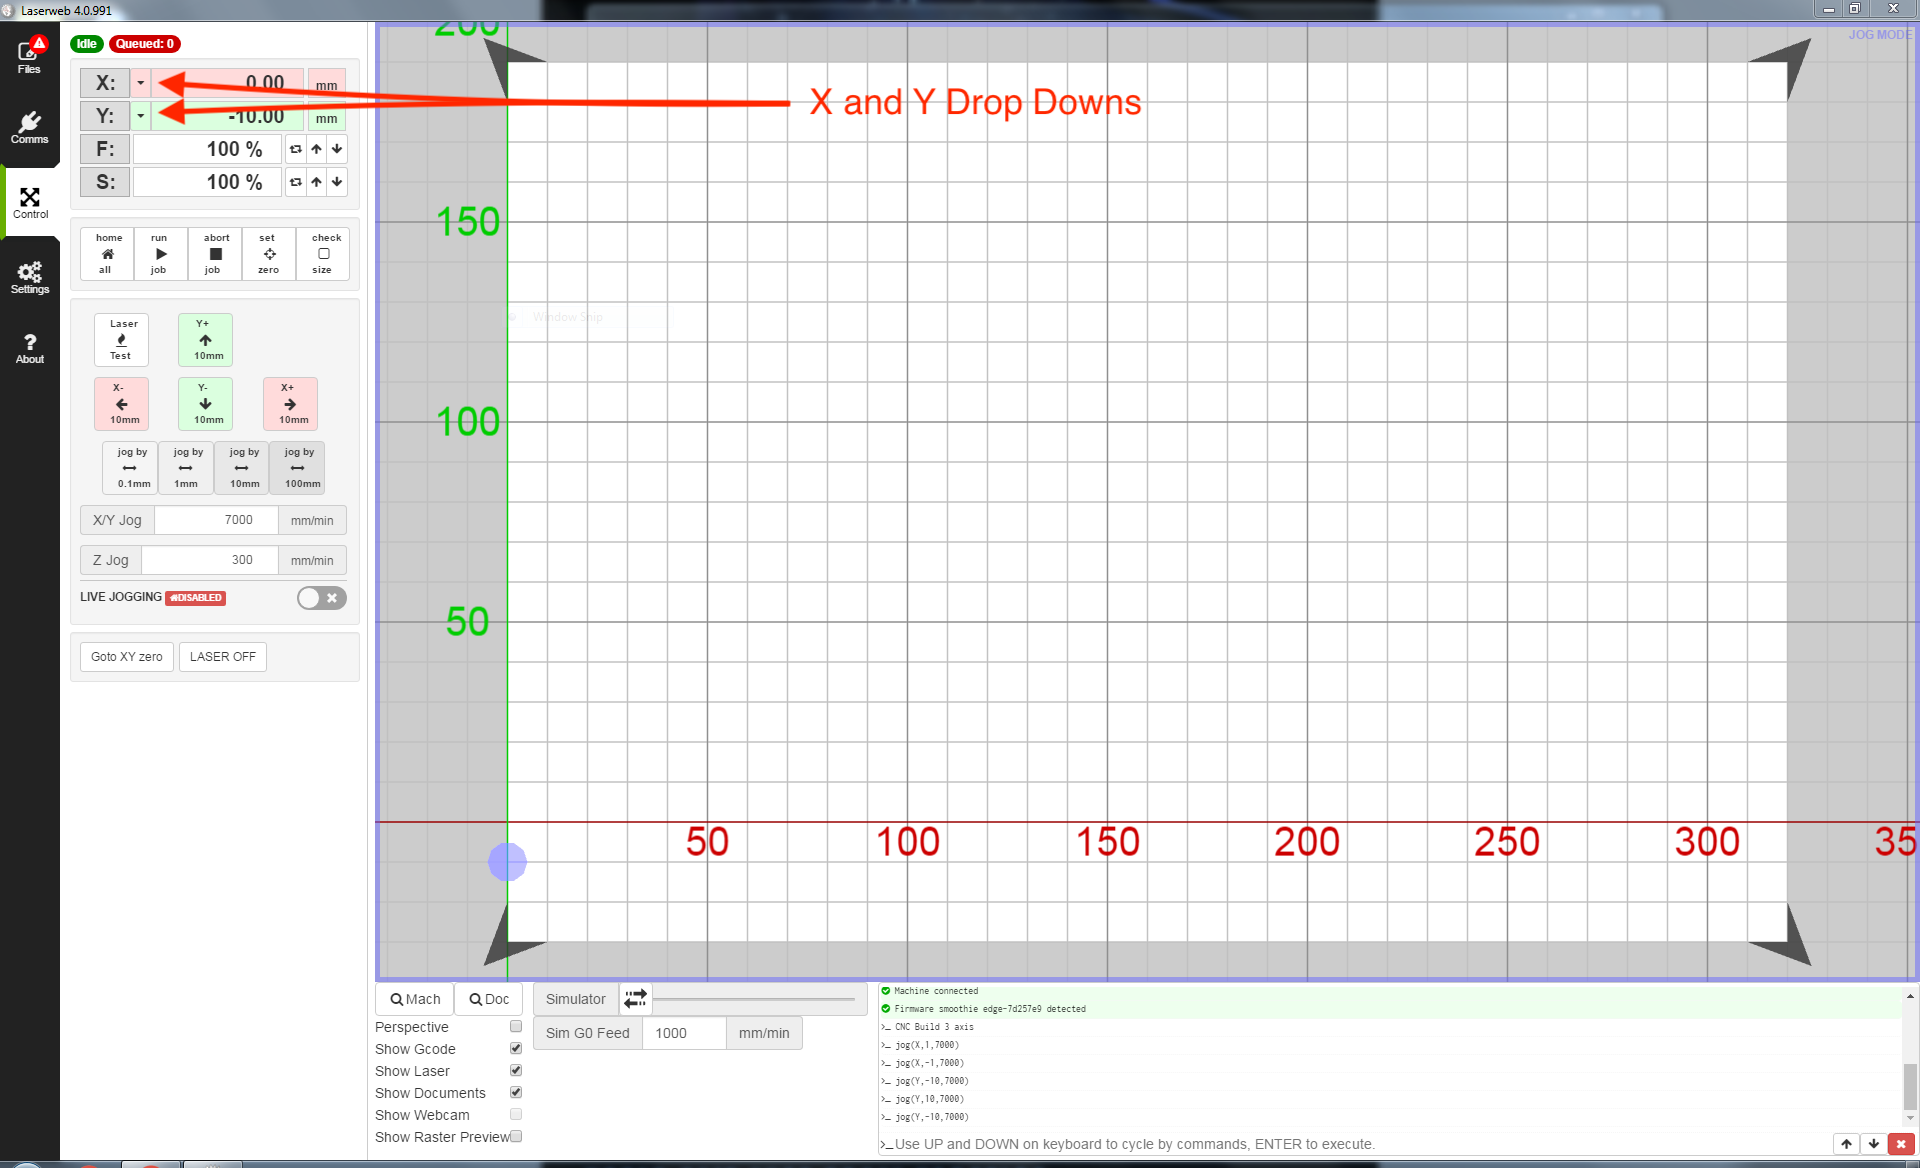 Laserweb 4.0.991
Files
Comms
Control
Settings
About
Idle Queued: 0
X: 0.00 mm
Y: -10.00 mm
F: 100 %
S: 100 %
home all
run job
abort job
set zero
check size
Laser Test
Y+ 10mm
X- 10mm
Y- 10mm
X+ 10mm
jog by 0.1mm
jog by 1mm
jog by 10mm
jog by 100mm
X/Y Jog 7000 mm/min
Z Jog 300 mm/min
LIVE JOGGING DISABLED
Goto XY zero LASER OFF
JOG MODE
X and Y Drop Downs
200
150
Window Snip
100
50
50 100 150 200 250 300 35
Mach Doc
Perspective
Show Gcode
Show Laser
Show Documents
Show Webcam
Show Raster Preview
Simulator
Sim G0 Feed 1000 mm/min
Machine connected
Firmware smoothie edge-7d257e9 detected
>_ CNC Build 3 axis
>_ jog(X,1,7000)
>_ jog(X,-1,7000)
>_ jog(Y,-10,7000)
>_ jog(Y,10,7000)
>_ jog(Y,-10,7000)
>_ Use UP and DOWN on keyboard to cycle by commands, ENTER to execute.